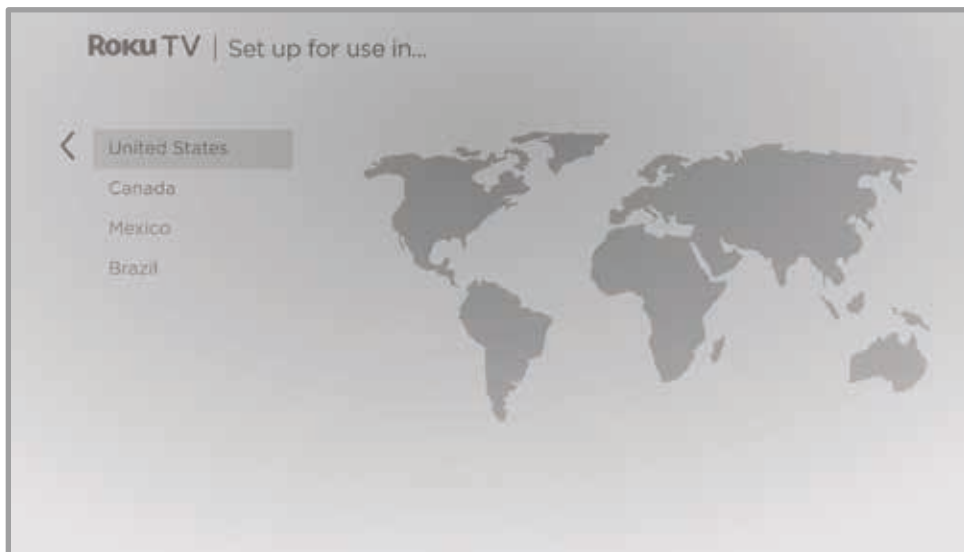 Roku TV | Set up for use in...
United States
Canada
Mexico
Brazil